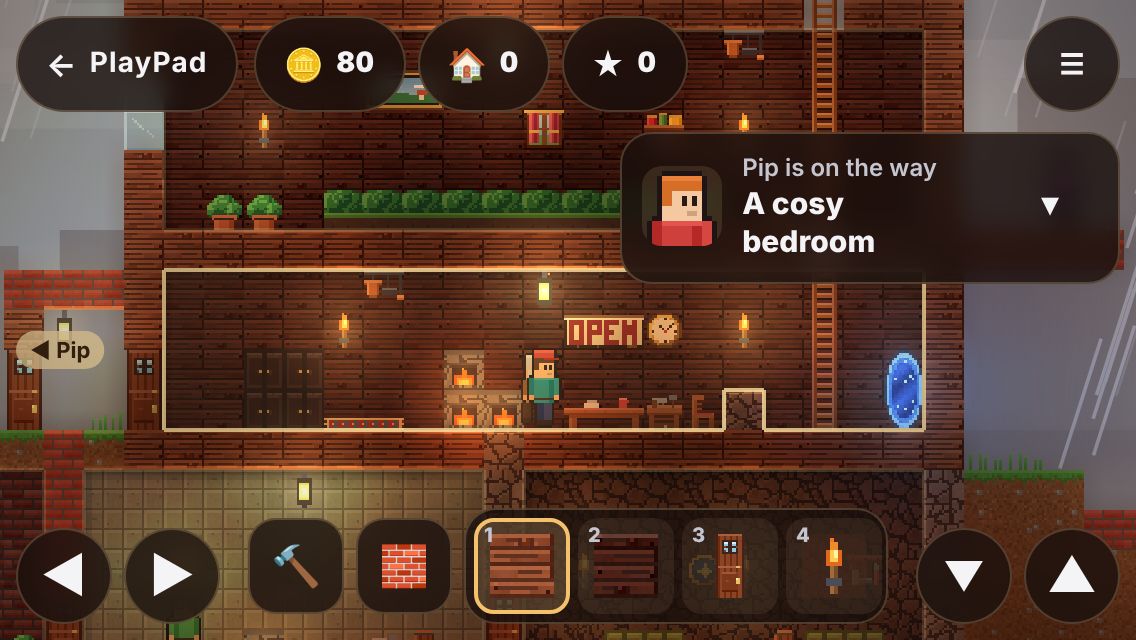 ← PlayPad
80
0
★ 0
☰
Pip is on the way
A cosy
bedroom
▼
OPEN
◀ Pip
1
2
3
4